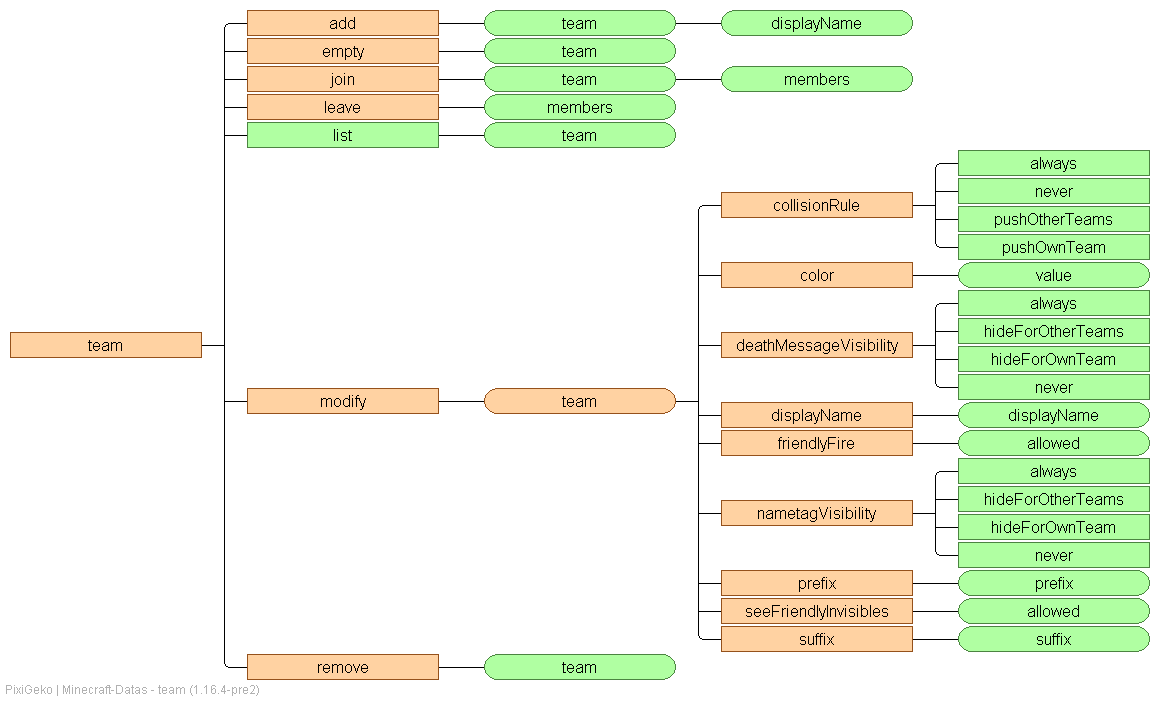 team
add
team
displayName
empty
team
join
team
members
leave
members
list
team
modify
team
collisionRule
always
never
pushOtherTeams
pushOwnTeam
color
value
deathMessageVisibility
always
hideForOtherTeams
hideForOwnTeam
never
displayName
displayName
friendlyFire
allowed
nametagVisibility
always
hideForOtherTeams
hideForOwnTeam
never
prefix
prefix
seeFriendlyInvisibles
allowed
suffix
suffix
remove
team
PixiGeko | Minecraft-Datas - team (1.16.4-pre2)